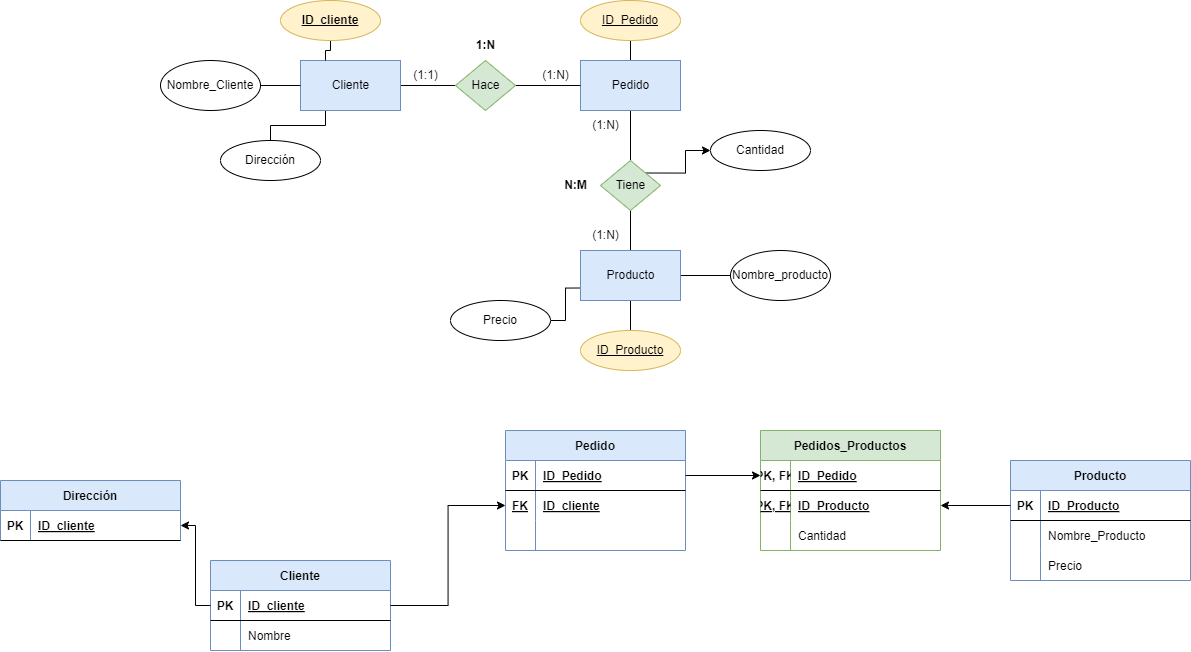 ID_cliente
ID_Pedido
1:N
Nombre_Cliente
Cliente
(1:1)
Hace
(1:N)
Pedido
Dirección
(1:N)
Cantidad
N:M
Tiene
(1:N)
Producto
Nombre_producto
Precio
ID_Producto
Dirección
PK ID_cliente
Cliente
PK ID_cliente
Nombre
Pedido
PK ID_Pedido
FK ID_cliente
Pedidos_Productos
PK, FK ID_Pedido
PK, FK ID_Producto
Cantidad
Producto
PK ID_Producto
Nombre_Producto
Precio